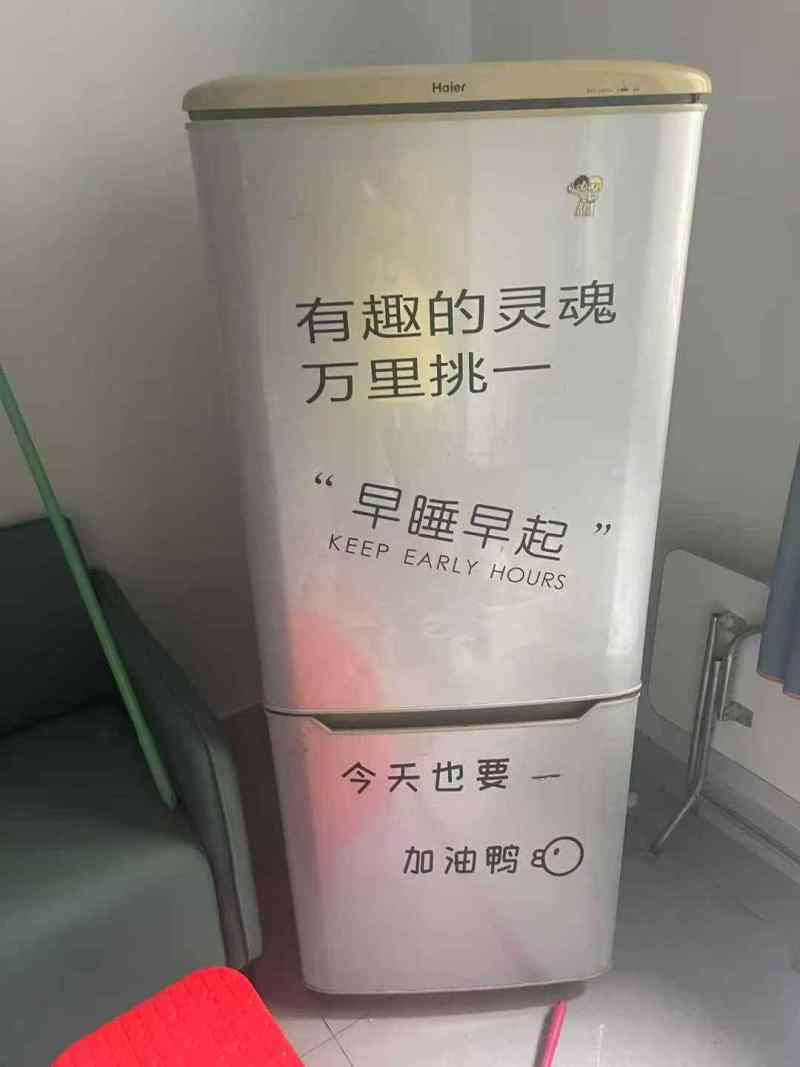 Haier
有趣的灵魂
万里挑一
“ 早睡早起 ”
KEEP EARLY HOURS
今天也要一
加油鸭